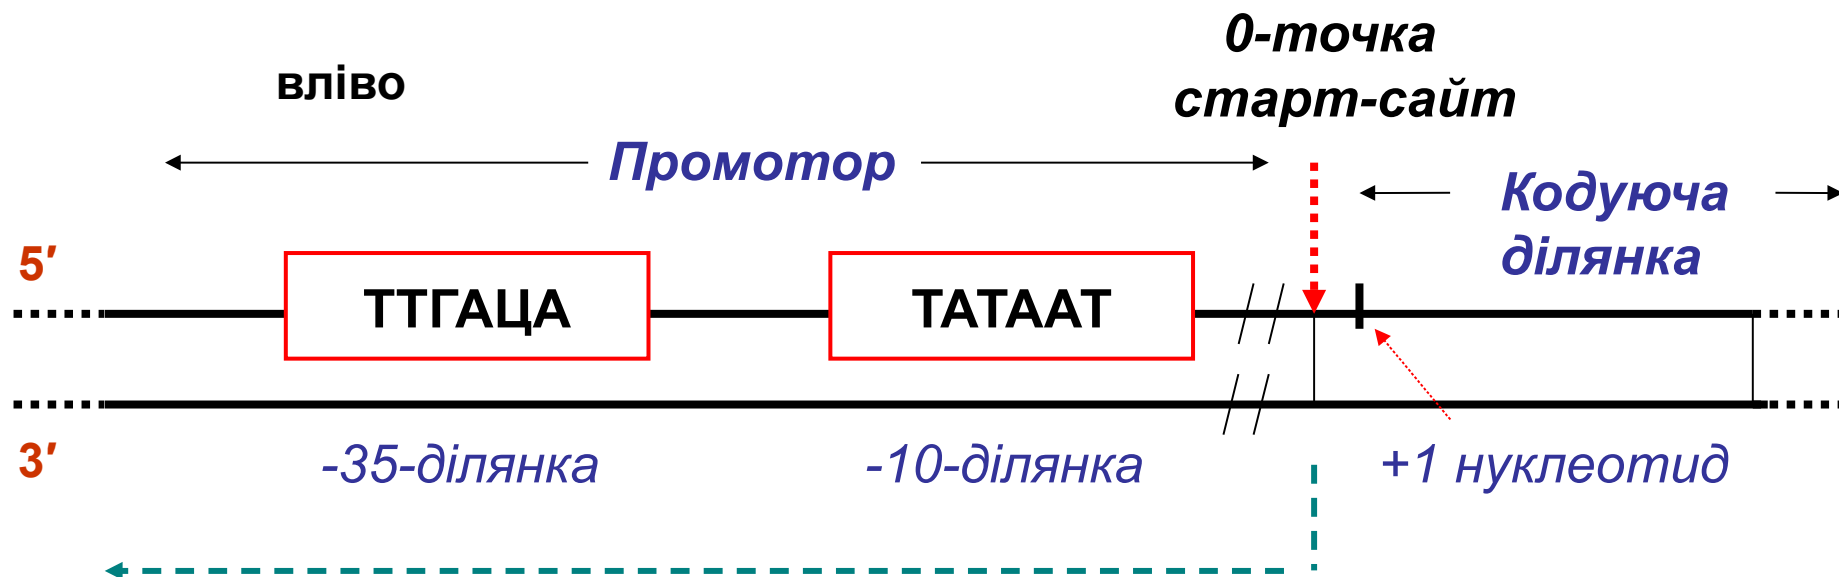 0-точка
старт-сайт
вліво
Промотор
Кодуюча
ділянка
5'
ТТГАЦА
ТАТААТ
3'
-35-ділянка
-10-ділянка
+1 нуклеотид